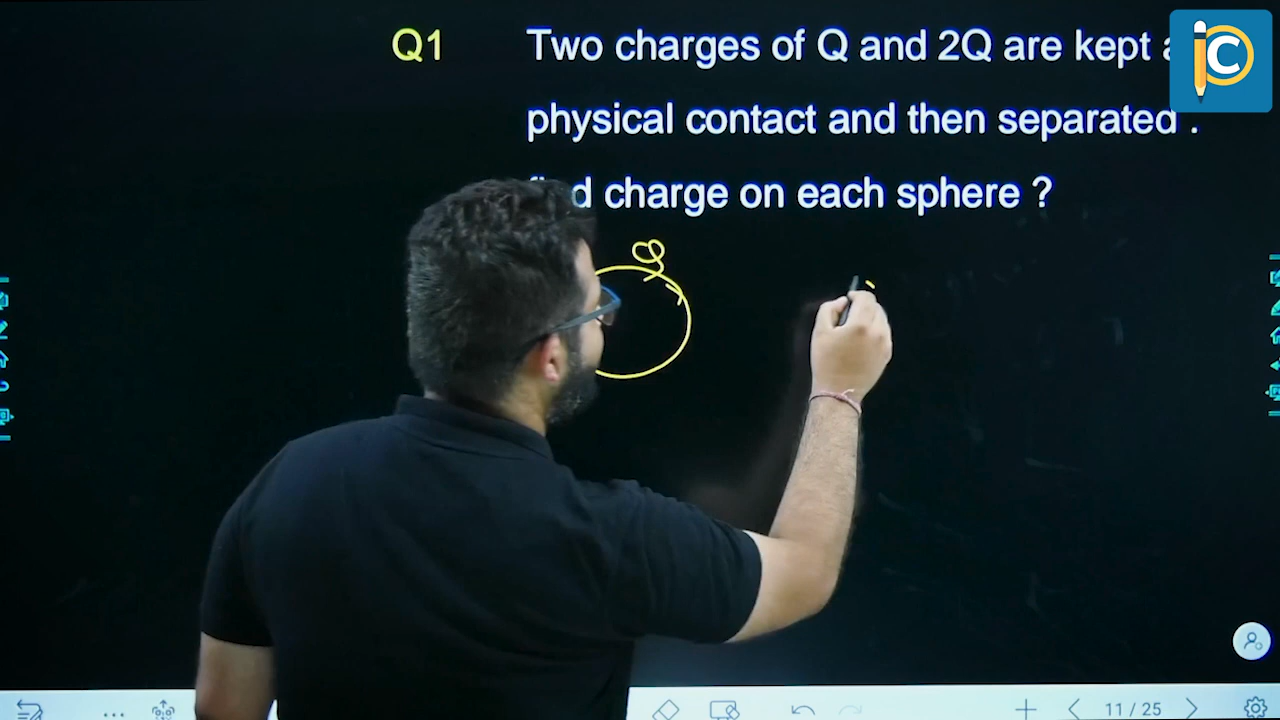 Q1 Two charges of Q and 2Q are kept
physical contact and then separated .
find charge on each sphere ?
Q
11 / 25